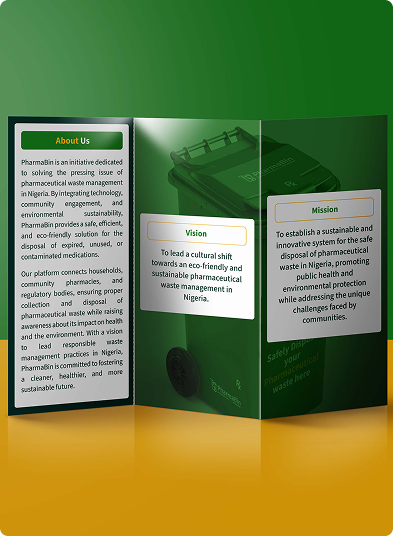 About Us
PharmaBin is an initiative dedicated
to solving the pressing issue of
pharmaceutical waste management
in Nigeria. By integrating technology,
community engagement, and
environmental sustainability,
PharmaBin provides a safe, efficient,
and eco-friendly solution for the
disposal of expired, unused, or
contaminated medications.
Our platform connects households,
community pharmacies, and
regulatory bodies, ensuring proper
collection and disposal of
pharmaceutical waste while raising
awareness about its impact on health
and the environment. With a vision
to lead responsible waste
management practices in Nigeria,
PharmaBin is committed to fostering
a cleaner, healthier, and more
sustainable future.
Vision
To lead a cultural shift
towards an eco-friendly and
sustainable pharmaceutical
waste management in
Nigeria.
PharmaBin
PharmaBin
Mission
To establish a sustainable and
innovative system for the safe
disposal of pharmaceutical
waste in Nigeria, promoting
public health and
environmental protection
while addressing the unique
challenges faced by
communities.
Safely Dispose
your
pharmaceutical
waste here